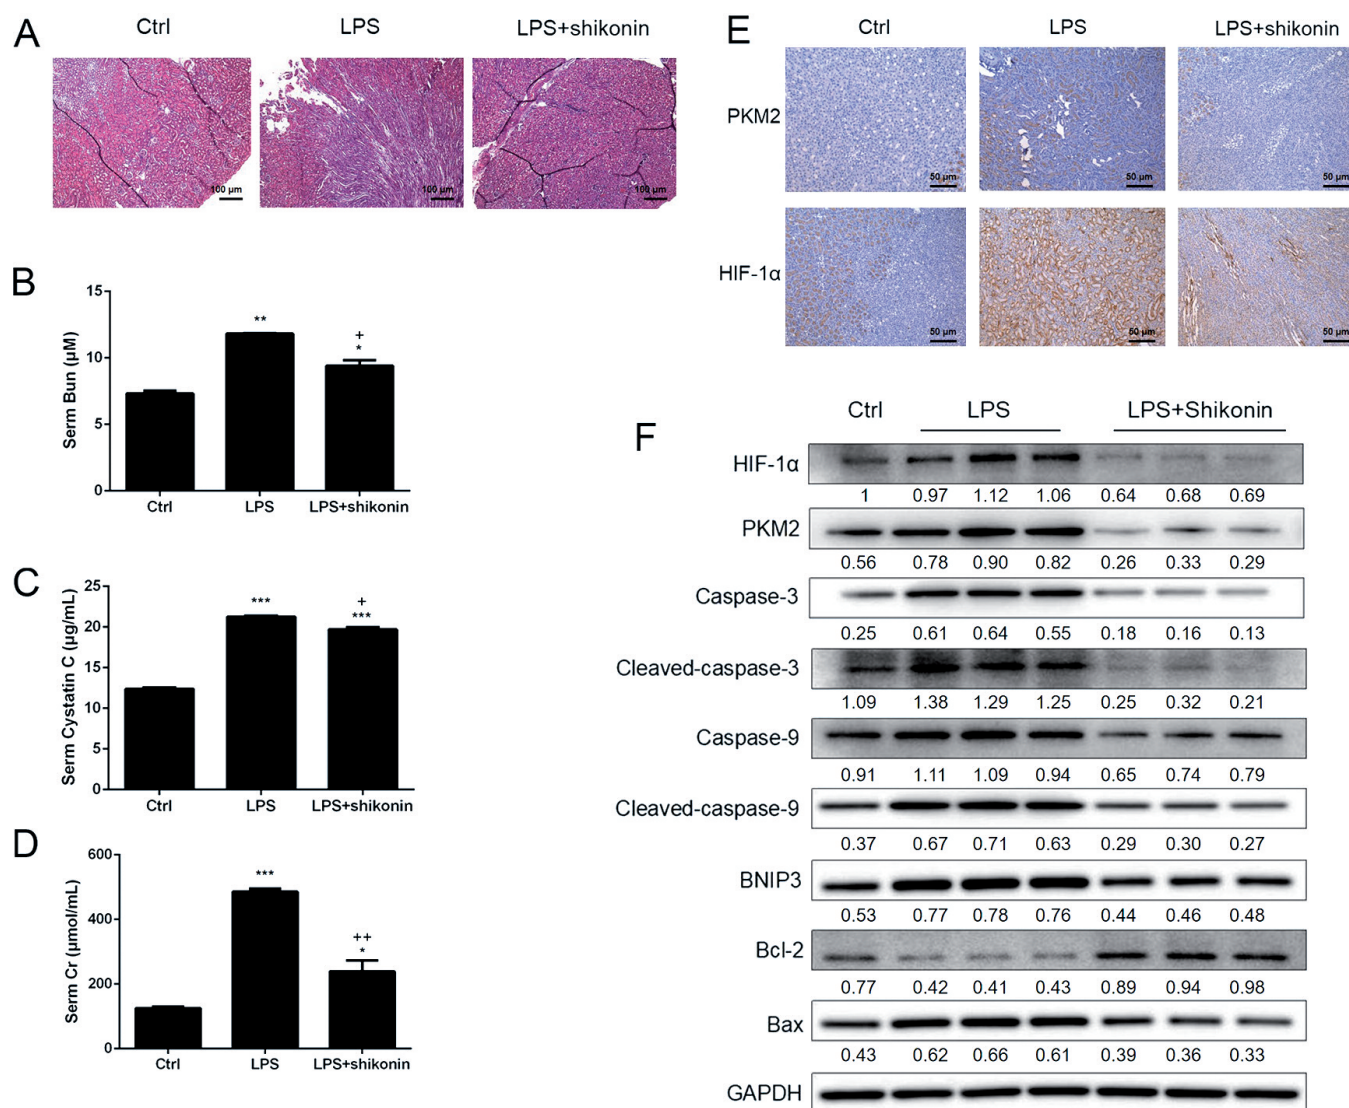 A
Ctrl
LPS
LPS+shikonin
100 µm
100 µm
100 µm
B
Serm Bun (µM)
15
10
5
0
**
+
*
Ctrl
LPS
LPS+shikonin
C
Serm Cystatin C (µg/mL)
25
20
15
10
5
0
***
+
***
Ctrl
LPS
LPS+shikonin
D
Serm Cr (µmol/mL)
600
400
200
0
***
++
*
Ctrl
LPS
LPS+shikonin
E
Ctrl
LPS
LPS+shikonin
PKM2
50 µm
50 µm
50 µm
HIF-1α
50 µm
50 µm
50 µm
F
Ctrl
LPS
LPS+Shikonin
HIF-1α
1 0.97 1.12 1.06 0.64 0.68 0.69
PKM2
0.56 0.78 0.90 0.82 0.26 0.33 0.29
Caspase-3
0.25 0.61 0.64 0.55 0.18 0.16 0.13
Cleaved-caspase-3
1.09 1.38 1.29 1.25 0.25 0.32 0.21
Caspase-9
0.91 1.11 1.09 0.94 0.65 0.74 0.79
Cleaved-caspase-9
0.37 0.67 0.71 0.63 0.29 0.30 0.27
BNIP3
0.53 0.77 0.78 0.76 0.44 0.46 0.48
Bcl-2
0.77 0.42 0.41 0.43 0.89 0.94 0.98
Bax
0.43 0.62 0.66 0.61 0.39 0.36 0.33
GAPDH